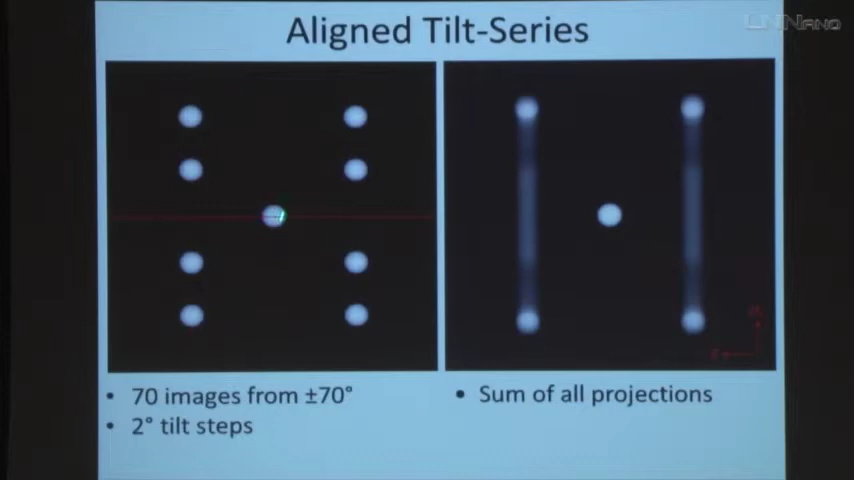 Aligned Tilt-Series
• 70 images from ±70°
• 2° tilt steps
• Sum of all projections